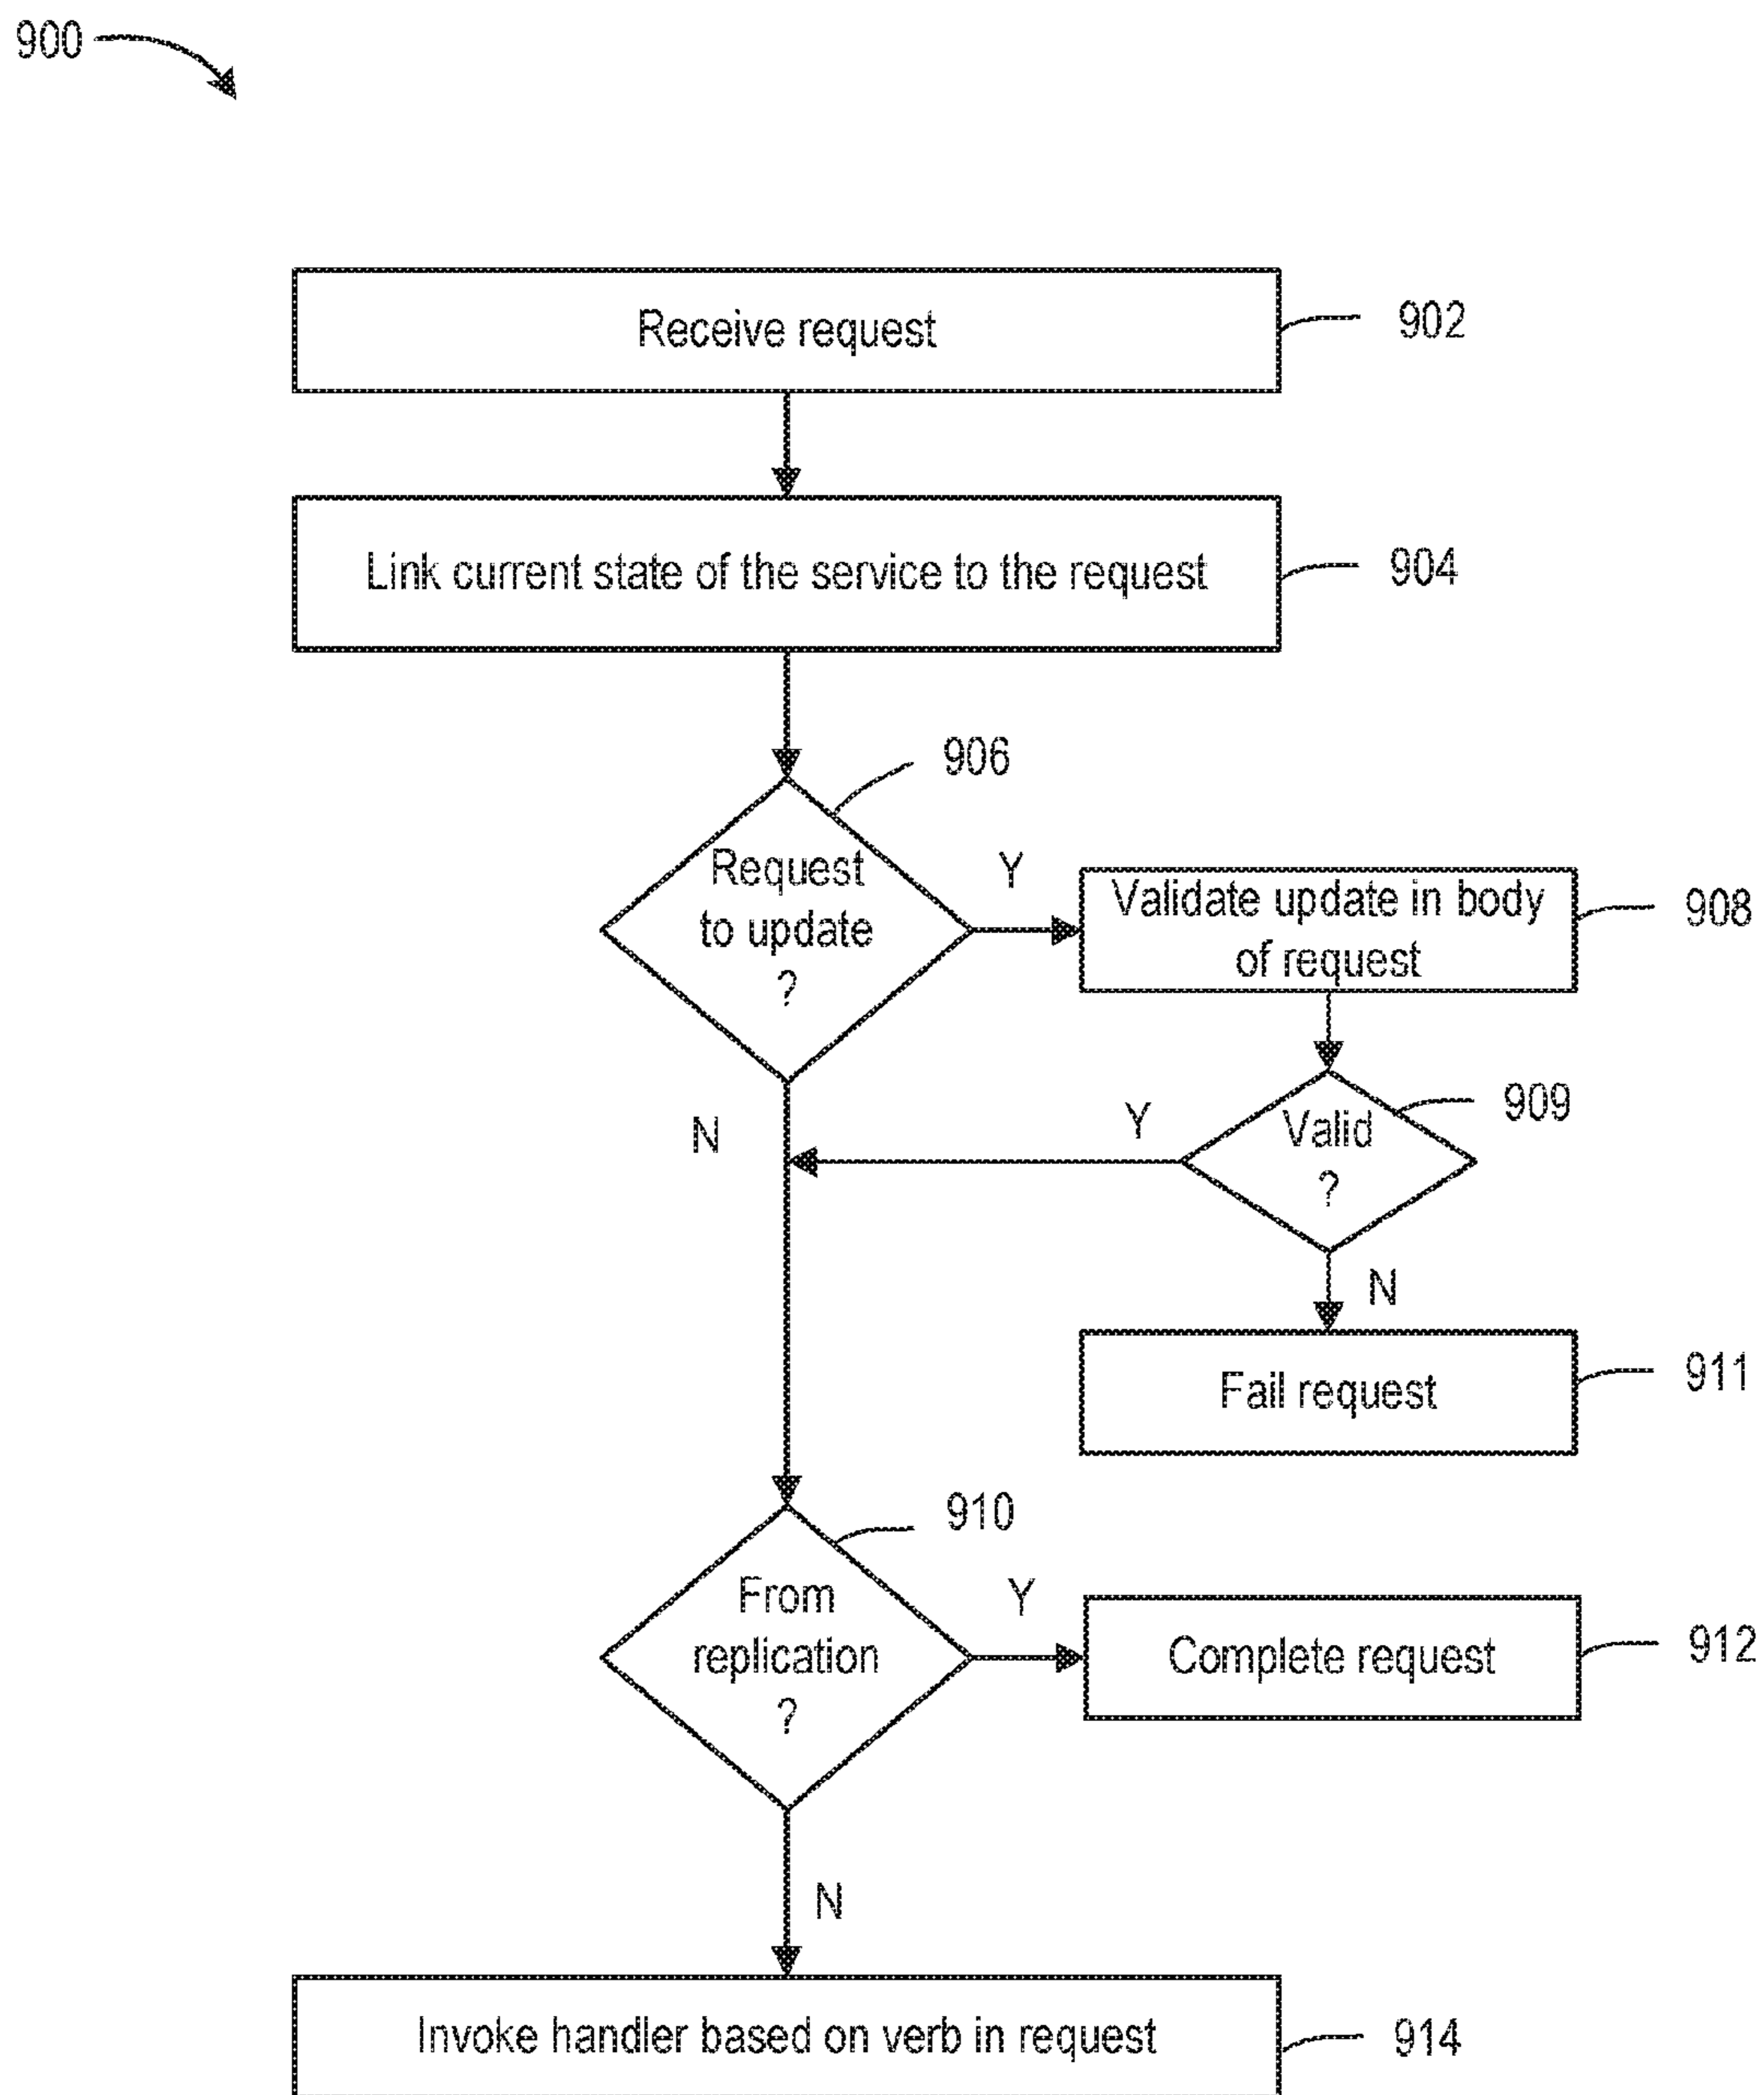 900
Receive request
902
Link current state of the service to the request
904
906
Request
to update
?
Y
Validate update in body
of request
908
N
Y
Valid
?
909
N
Fail request
911
910
From
replication
?
Y
Complete request
912
N
Invoke handler based on verb in request
914